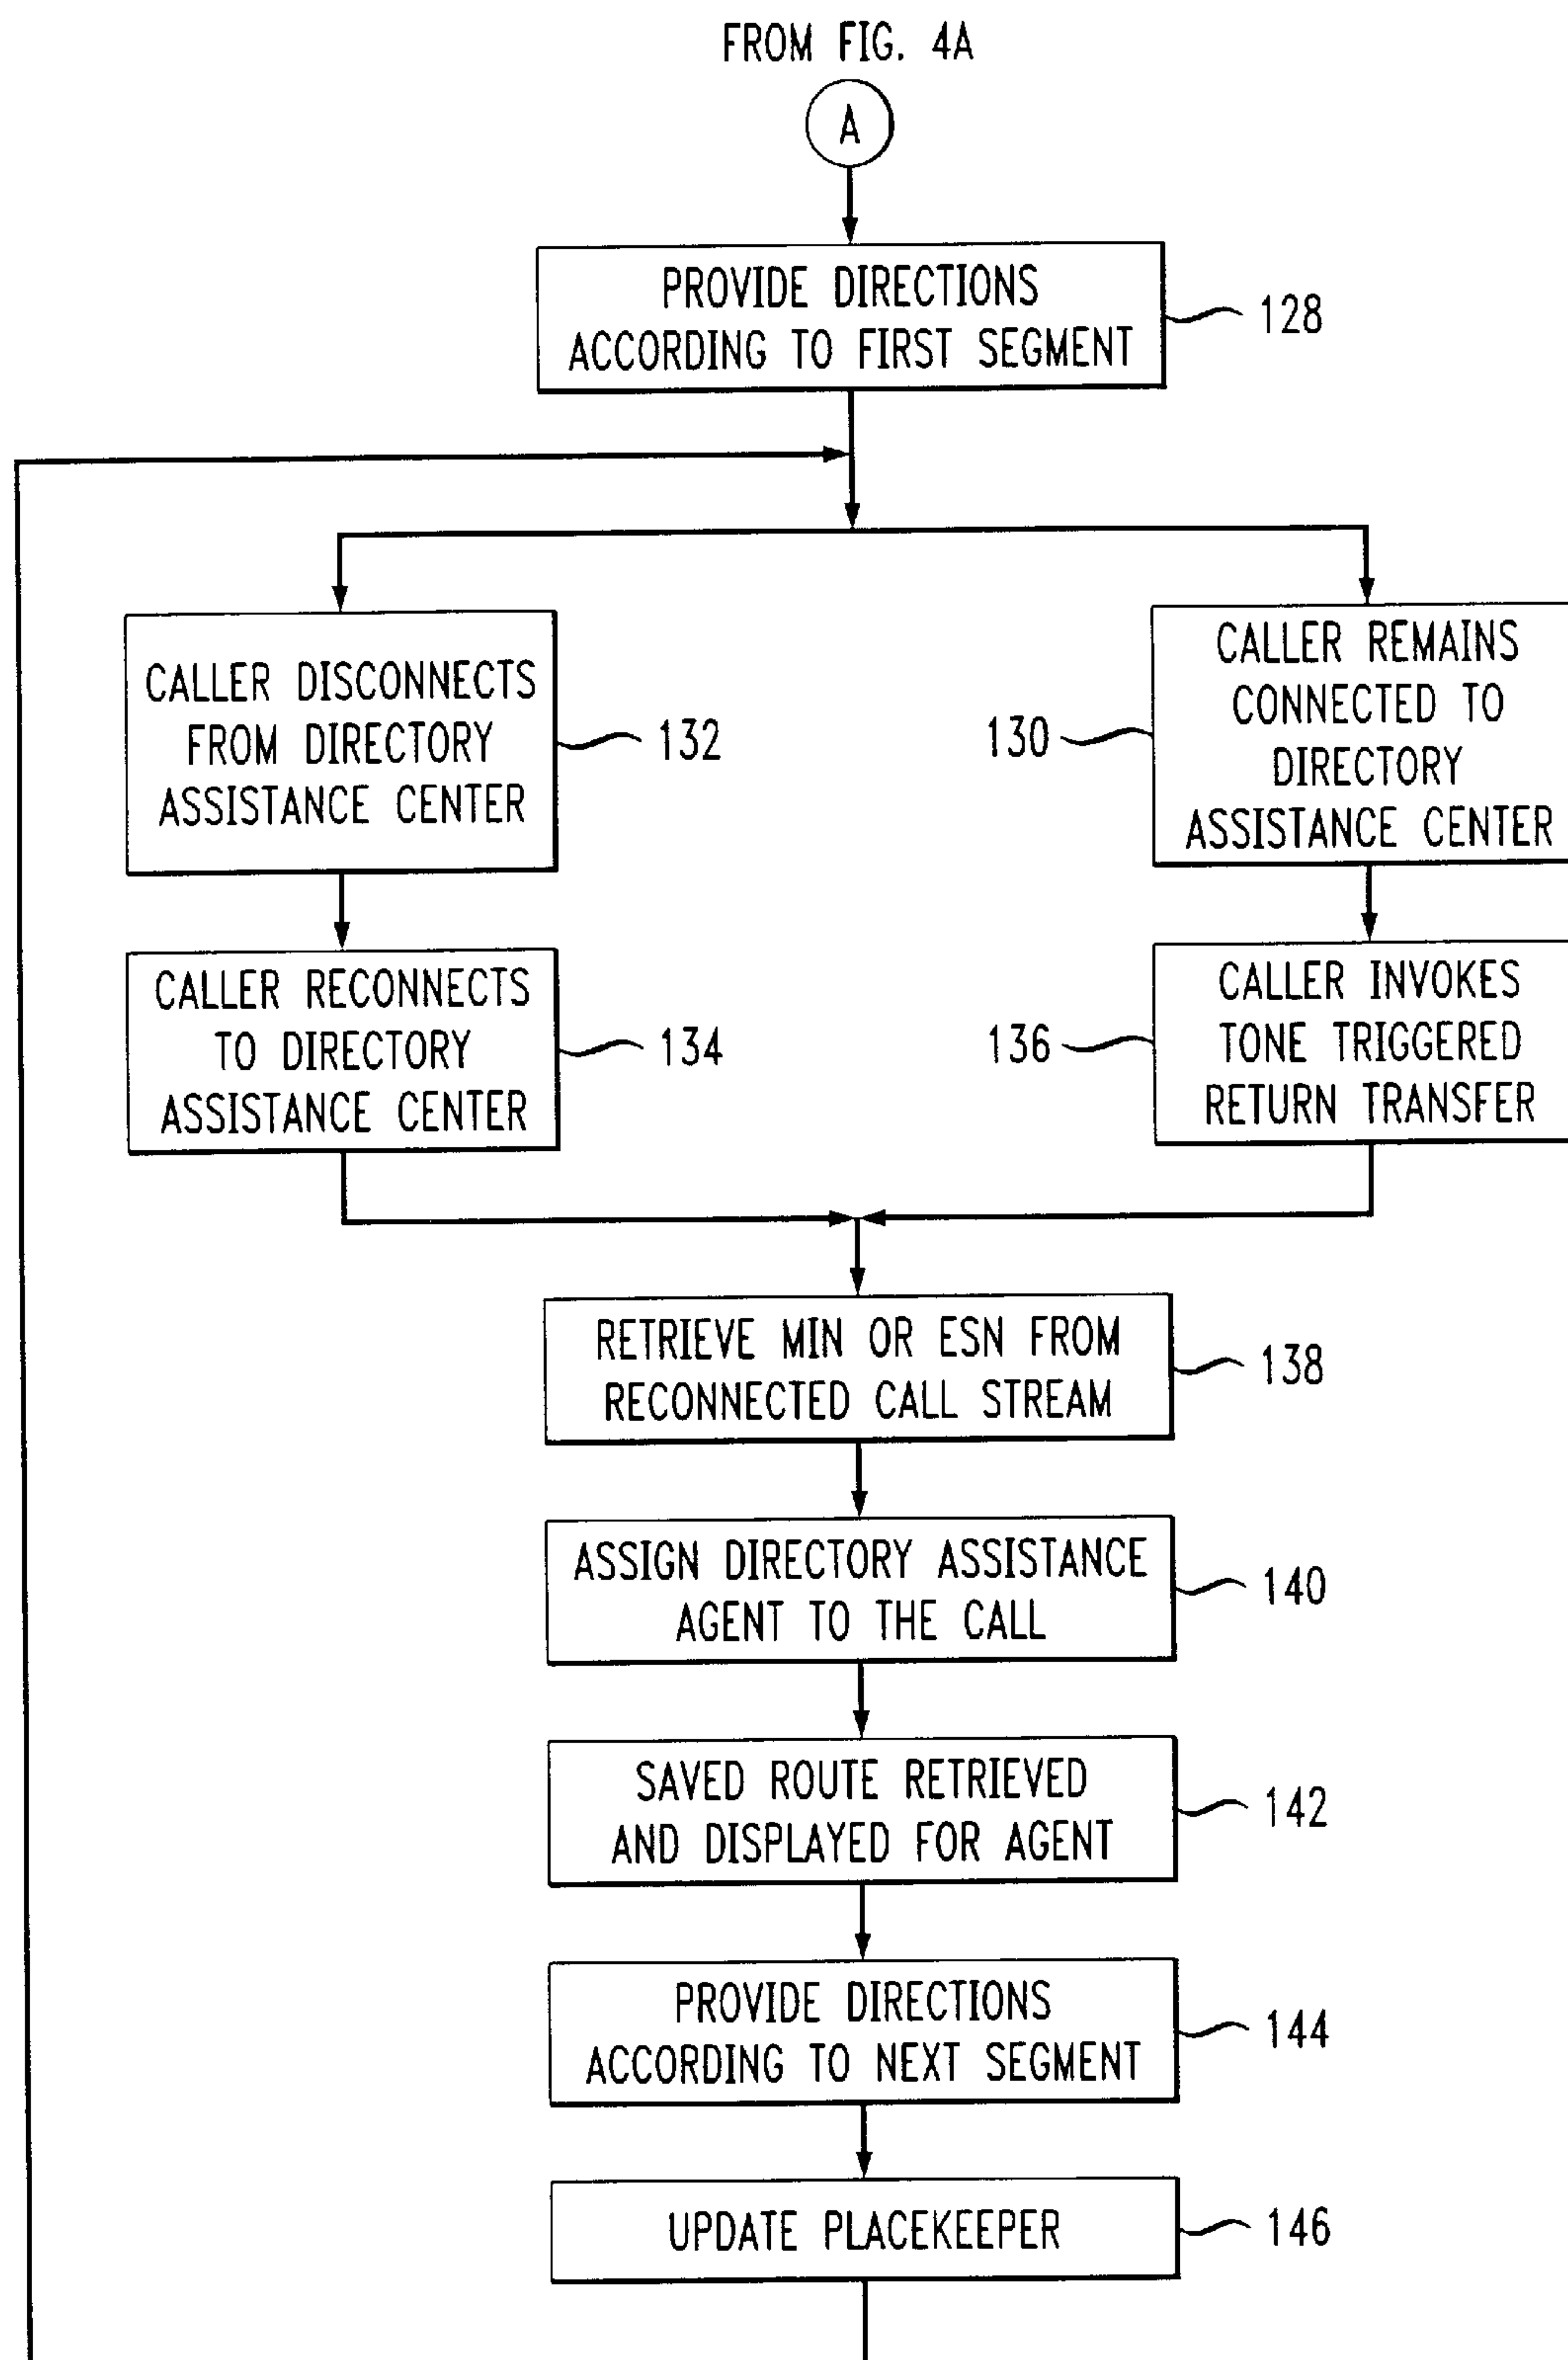 FROM FIG. 4A
A
PROVIDE DIRECTIONS
ACCORDING TO FIRST SEGMENT
128
CALLER DISCONNECTS
FROM DIRECTORY
ASSISTANCE CENTER
132
CALLER REMAINS
CONNECTED TO
DIRECTORY
ASSISTANCE CENTER
130
CALLER RECONNECTS
TO DIRECTORY
ASSISTANCE CENTER
134
CALLER INVOKES
TONE TRIGGERED
RETURN TRANSFER
136
RETRIEVE MIN OR ESN FROM
RECONNECTED CALL STREAM
138
ASSIGN DIRECTORY ASSISTANCE
AGENT TO THE CALL
140
SAVED ROUTE RETRIEVED
AND DISPLAYED FOR AGENT
142
PROVIDE DIRECTIONS
ACCORDING TO NEXT SEGMENT
144
UPDATE PLACEKEEPER
146